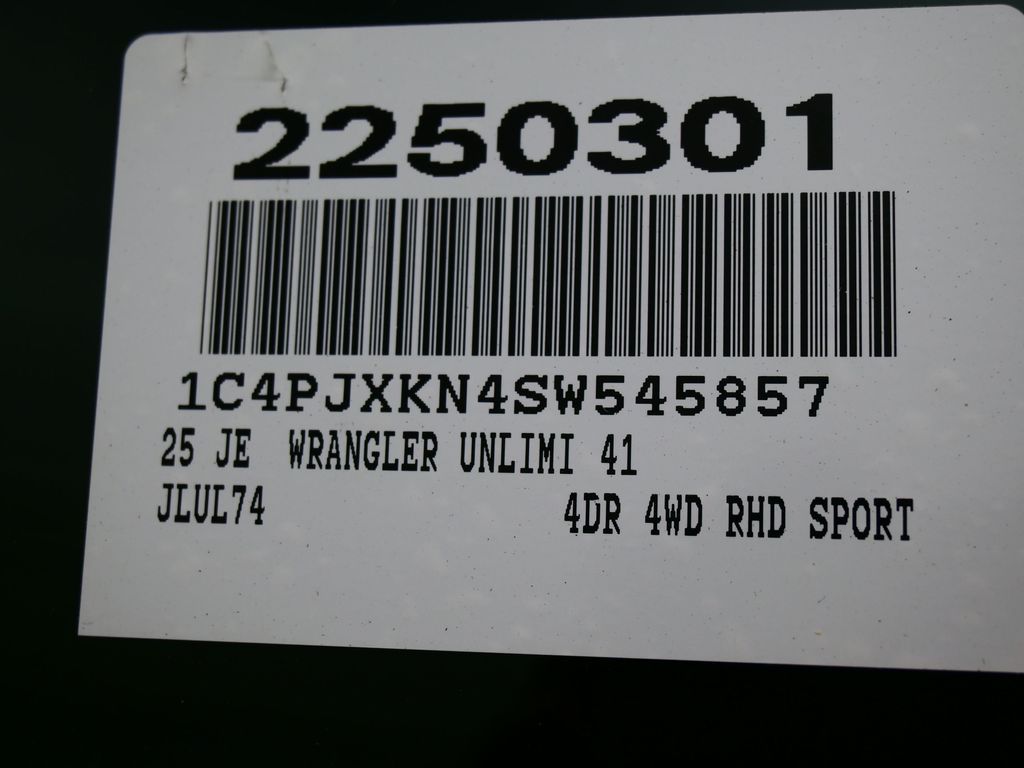 2250301
1C4PJXKN4SW545857
25 JE WRANGLER UNLIMI 41
JLUL74 4DR 4WD RHD SPORT